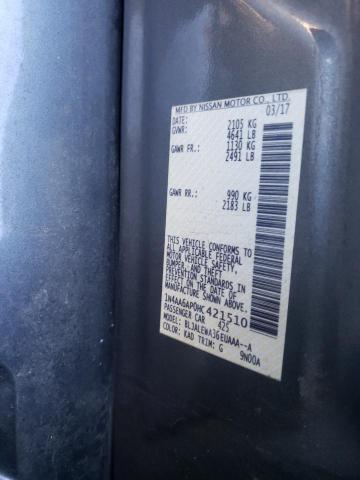 MFD BY NISSAN MOTOR CO., LTD.
DATE: 03/17
GVWR: 2105 KG
4641 LB
GAWR FR.: 1130 KG
2491 LB
GAWR RR.: 990 KG
2183 LB
THIS VEHICLE CONFORMS TO
ALL APPLICABLE FEDERAL
MOTOR VEHICLE SAFETY,
BUMPER, AND THEFT
PREVENTION STANDARDS
IN EFFECT ON THE DATE OF
MANUFACTURE SHOWN ABOVE.
1N4AA6AP0HC421510
PASSENGER CAR 425
MODEL: BLJALEWA36EUAAA--A
COLOR: KAD TRIM: G 9N00A